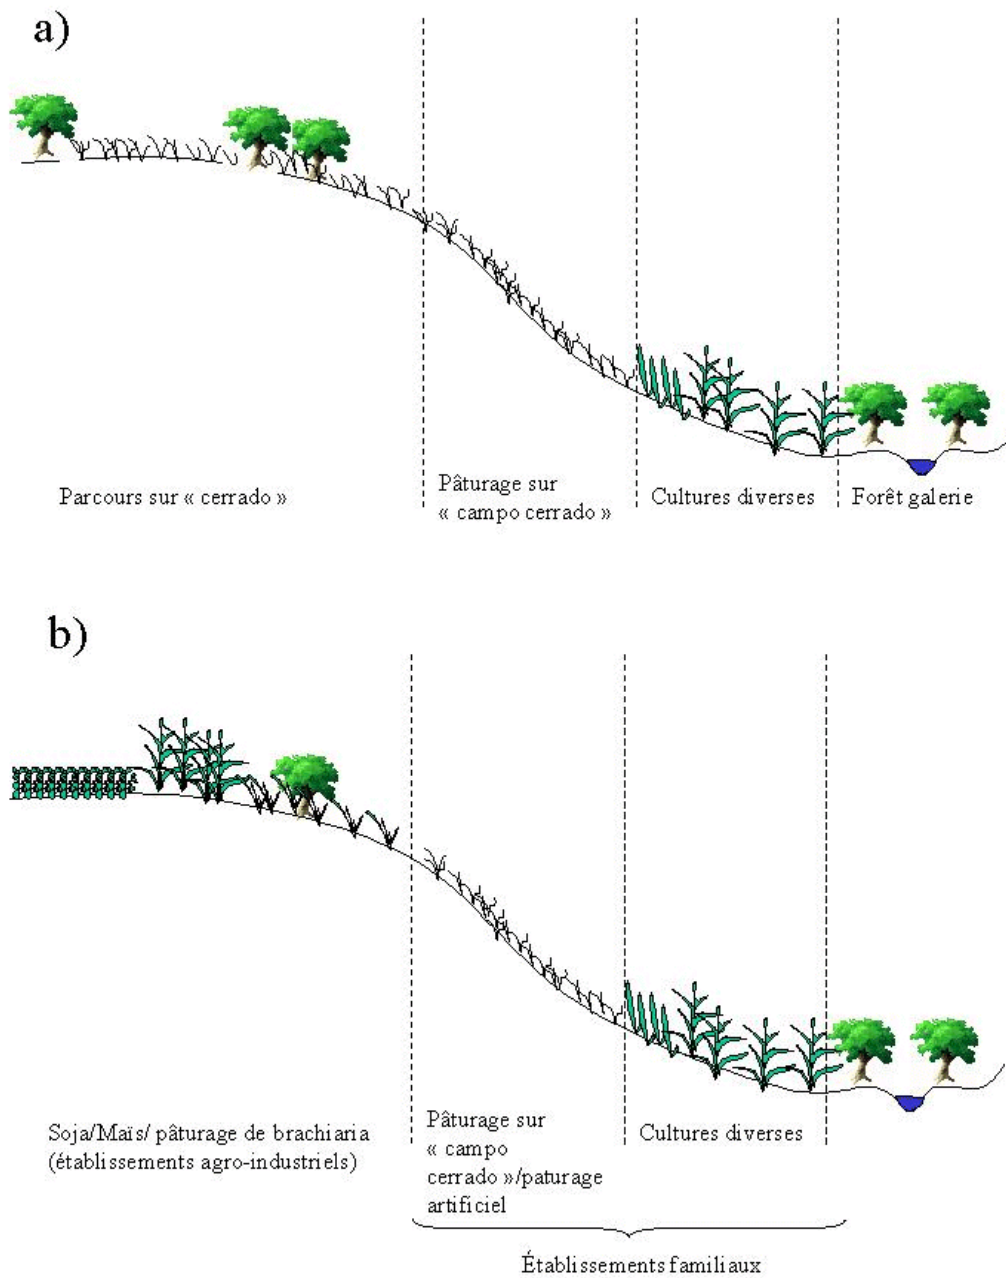 a)
Parcours sur « cerrado »
Pâturage sur
« campo cerrado »
Cultures diverses
Forêt galerie
b)
Soja/Maïs/ pâturage de brachiaria
(établissements agro-industriels)
Pâturage sur
« campo
cerrado »/paturage
artificiel
Cultures diverses
Établissements familiaux